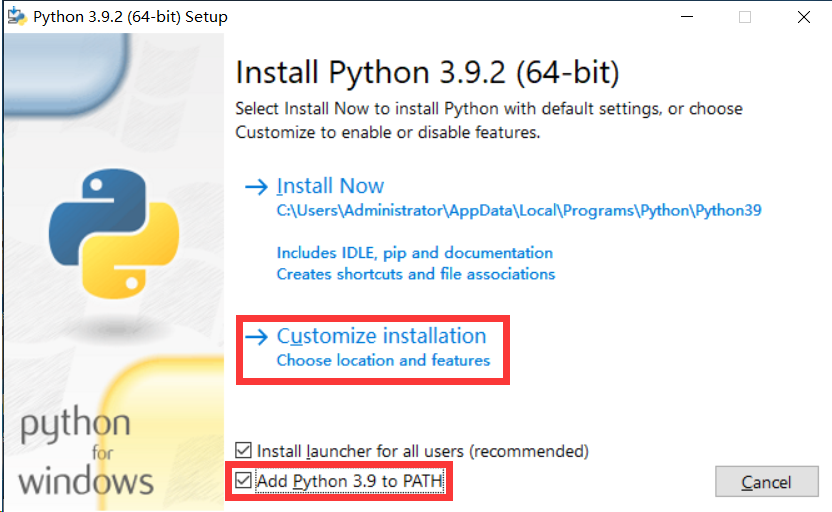 Python 3.9.2 (64-bit) Setup
Install Python 3.9.2 (64-bit)
Select Install Now to install Python with default settings, or choose
Customize to enable or disable features.
Install Now
C:\Users\Administrator\AppData\Local\Programs\Python\Python39
Includes IDLE, pip and documentation
Creates shortcuts and file associations
Customize installation
Choose location and features
python
for
windows
Install launcher for all users (recommended)
Add Python 3.9 to PATH
Cancel